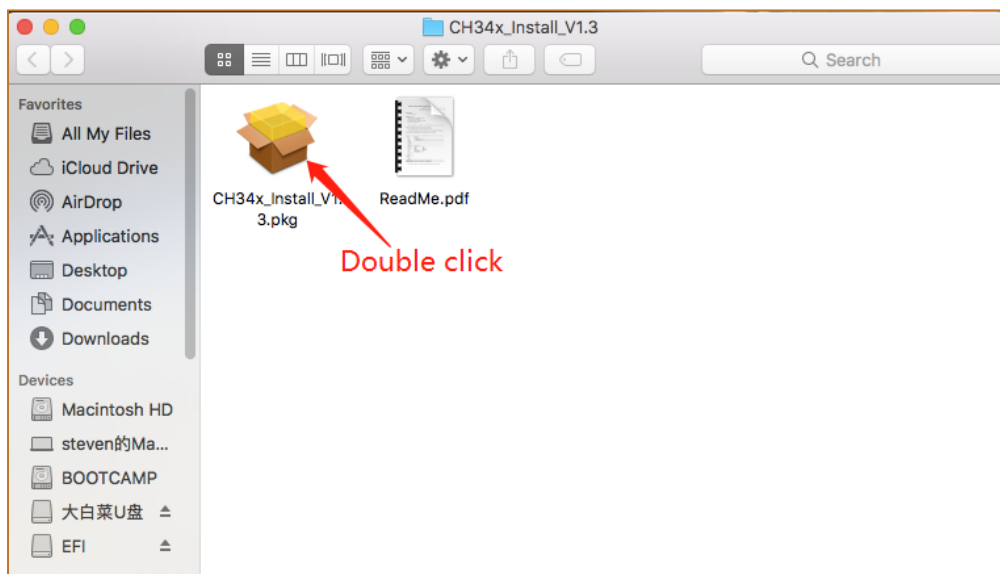 CH34x_Install_V1.3
Search
Favorites
All My Files
iCloud Drive
AirDrop
Applications
Desktop
Documents
Downloads
Devices
Macintosh HD
steven的Ma...
BOOTCAMP
大白菜U盘
EFI
CH34x_Install_V1.
3.pkg
ReadMe.pdf
Double click